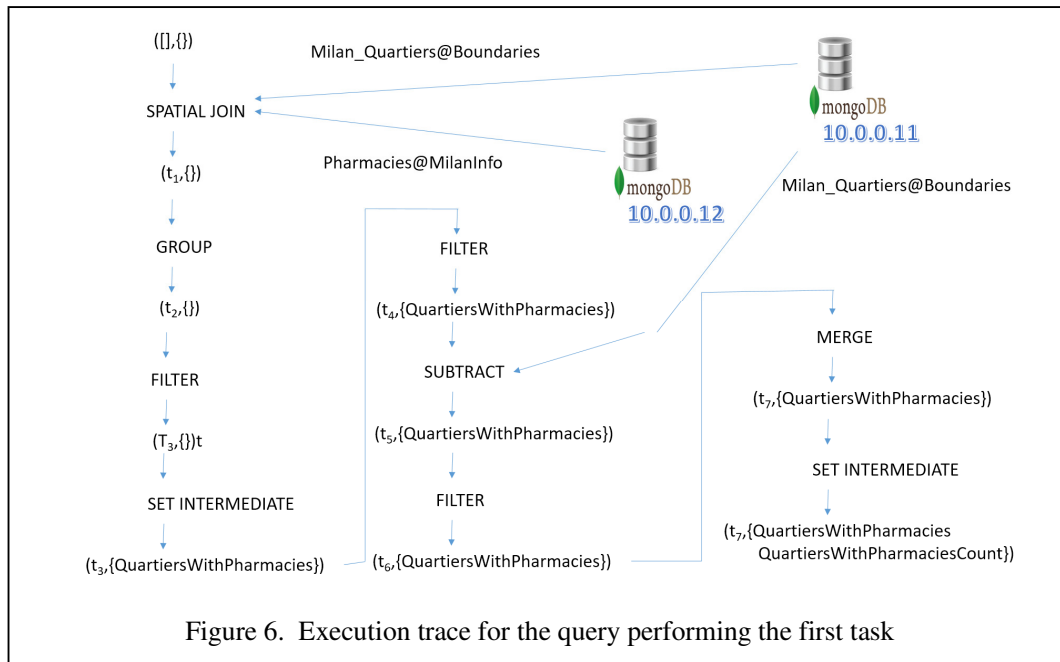 ([],{})
Milan_Quartiers@Boundaries
SPATIAL JOIN
mongoDB
10.0.0.11
Pharmacies@MilanInfo
(t₁,{})
mongoDB
10.0.0.12
Milan_Quartiers@Boundaries
GROUP
(t₂,{})
FILTER
(T₃,{})t
SET INTERMEDIATE
(t₃,{QuartiersWithPharmacies})
FILTER
(t₄,{QuartiersWithPharmacies})
SUBTRACT
(t₅,{QuartiersWithPharmacies})
FILTER
(t₆,{QuartiersWithPharmacies})
MERGE
(t₇,{QuartiersWithPharmacies})
SET INTERMEDIATE
(t₇,{QuartiersWithPharmacies
QuartiersWithPharmaciesCount})
Figure 6. Execution trace for the query performing the first task